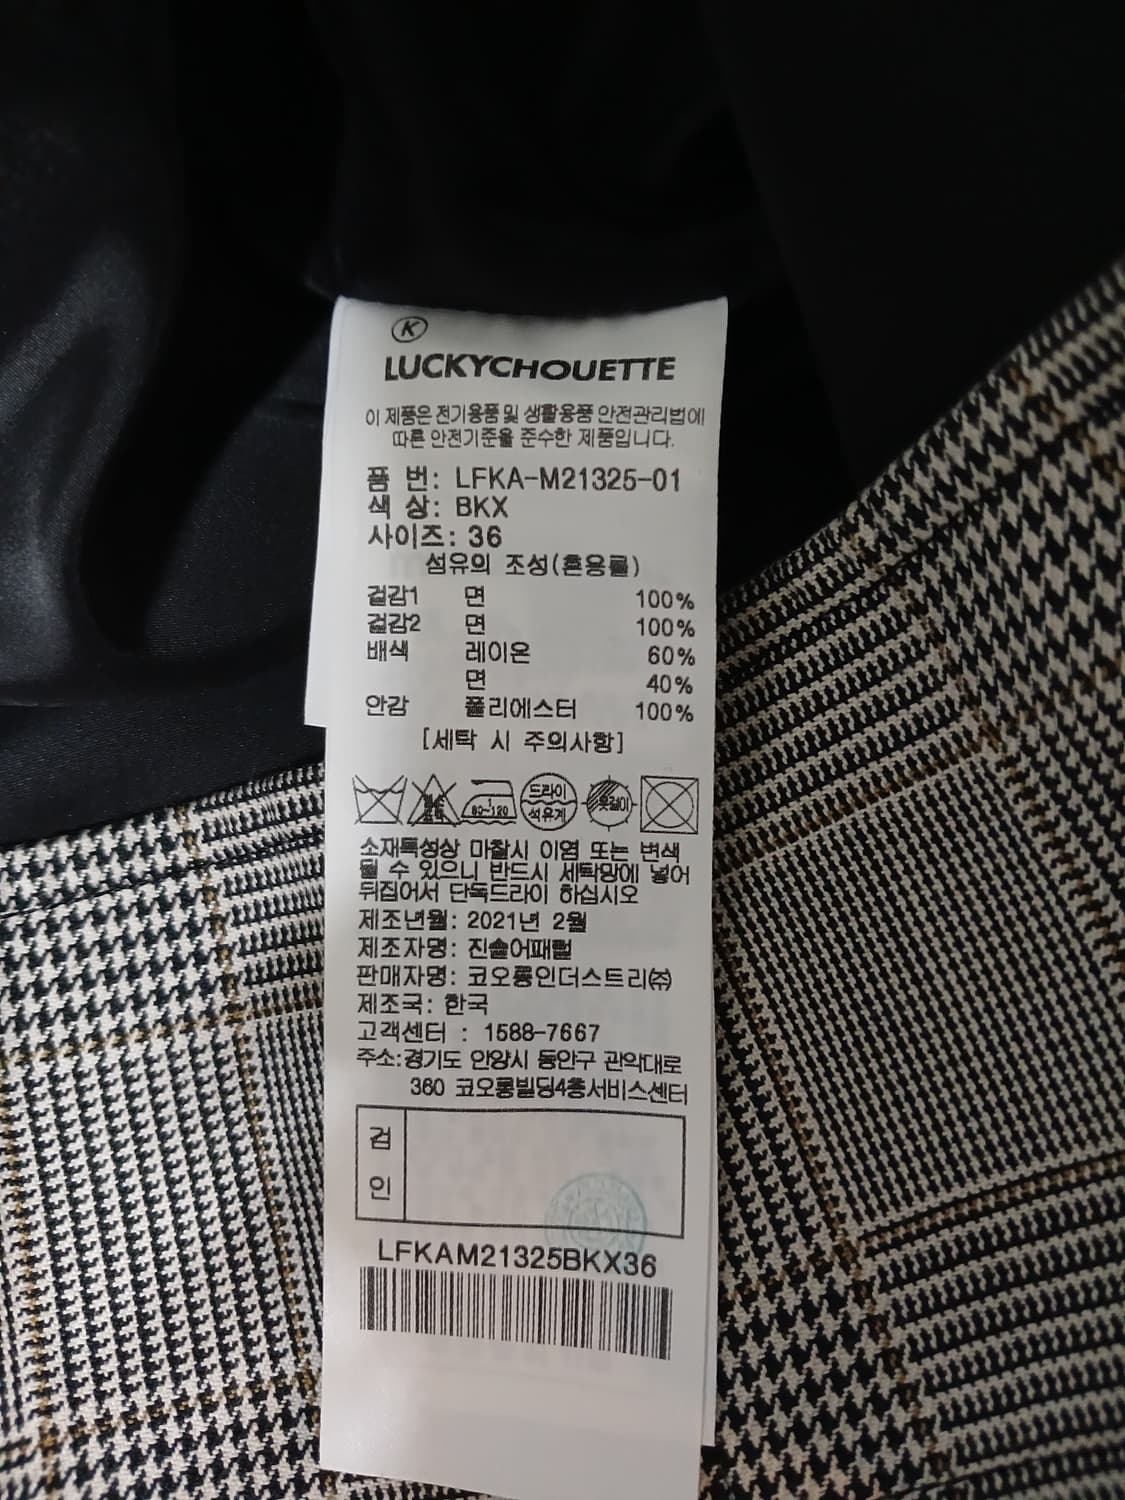 K
LUCKYCHOUETTE
이 제품은 전기용품 및 생활용품 안전관리법에
따른 안전기준을 준수한 제품입니다.
품 번: LFKA-M21325-01
색 상: BKX
사이즈: 36
섬유의 조성(혼용률)
겉감1 면 100%
겉감2 면 100%
배색 레이온 60%
면 40%
안감 폴리에스터 100%
[세탁 시 주의사항]
80~120 드라이 석유계 옷걸이
소재특성상 마찰시 이염 또는 변색
될 수 있으니 반드시 세탁망에 넣어
뒤집어서 단독드라이 하십시오
제조년월: 2021년 2월
제조자명: 진솔어패럴
판매자명: 코오롱인더스트리㈜
제조국: 한국
고객센터 : 1588-7667
주소:경기도 안양시 동안구 관악대로
360 코오롱빌딩4층서비스센터
검
인
LFKAM21325BKX36